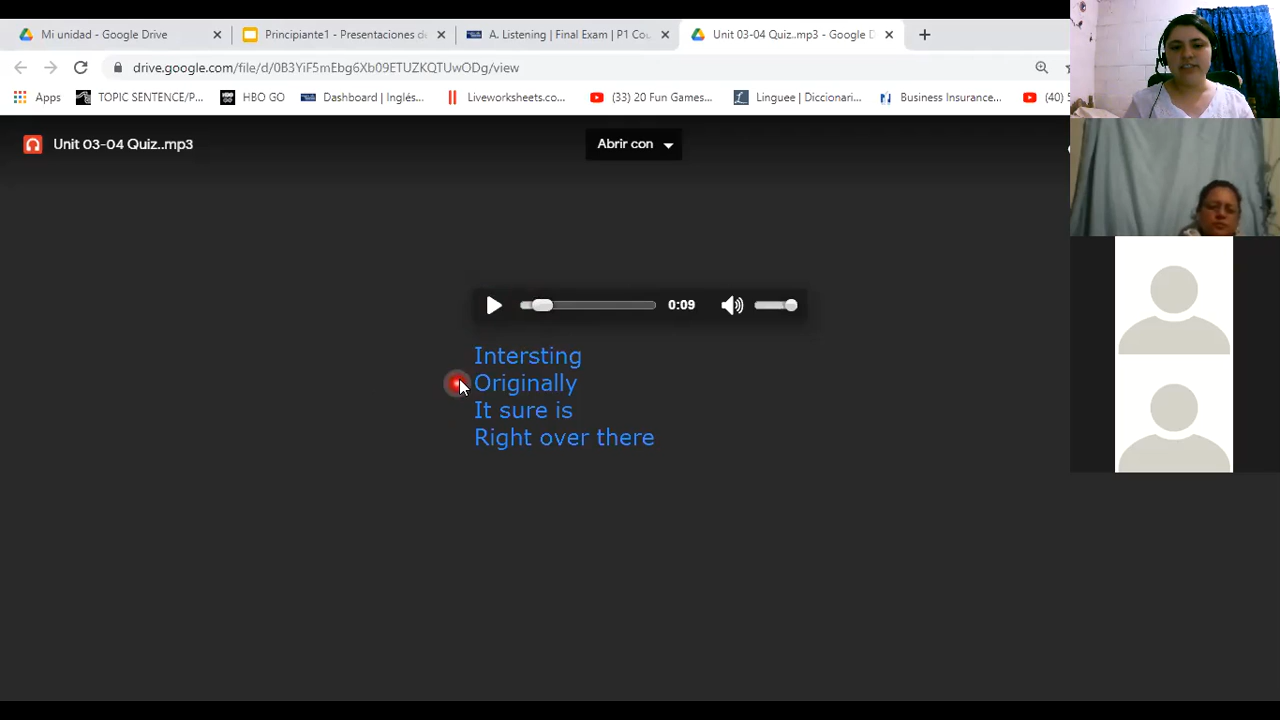 Mi unidad - Google Drive
Principiante1 - Presentaciones de
A. Listening | Final Exam | P1 Cou
Unit 03-04 Quiz..mp3 - Google D
drive.google.com/file/d/0B3YiF5mEbg6Xb09ETUZKQTUwODg/view
Apps
TOPIC SENTENCE/P...
HBO GO
Dashboard | Inglés...
Liveworksheets.co...
(33) 20 Fun Games...
Linguee | Diccionari...
Business Insurance...
(40) 5
Unit 03-04 Quiz..mp3
Abrir con
0:09
Intersting
Originally
It sure is
Right over there